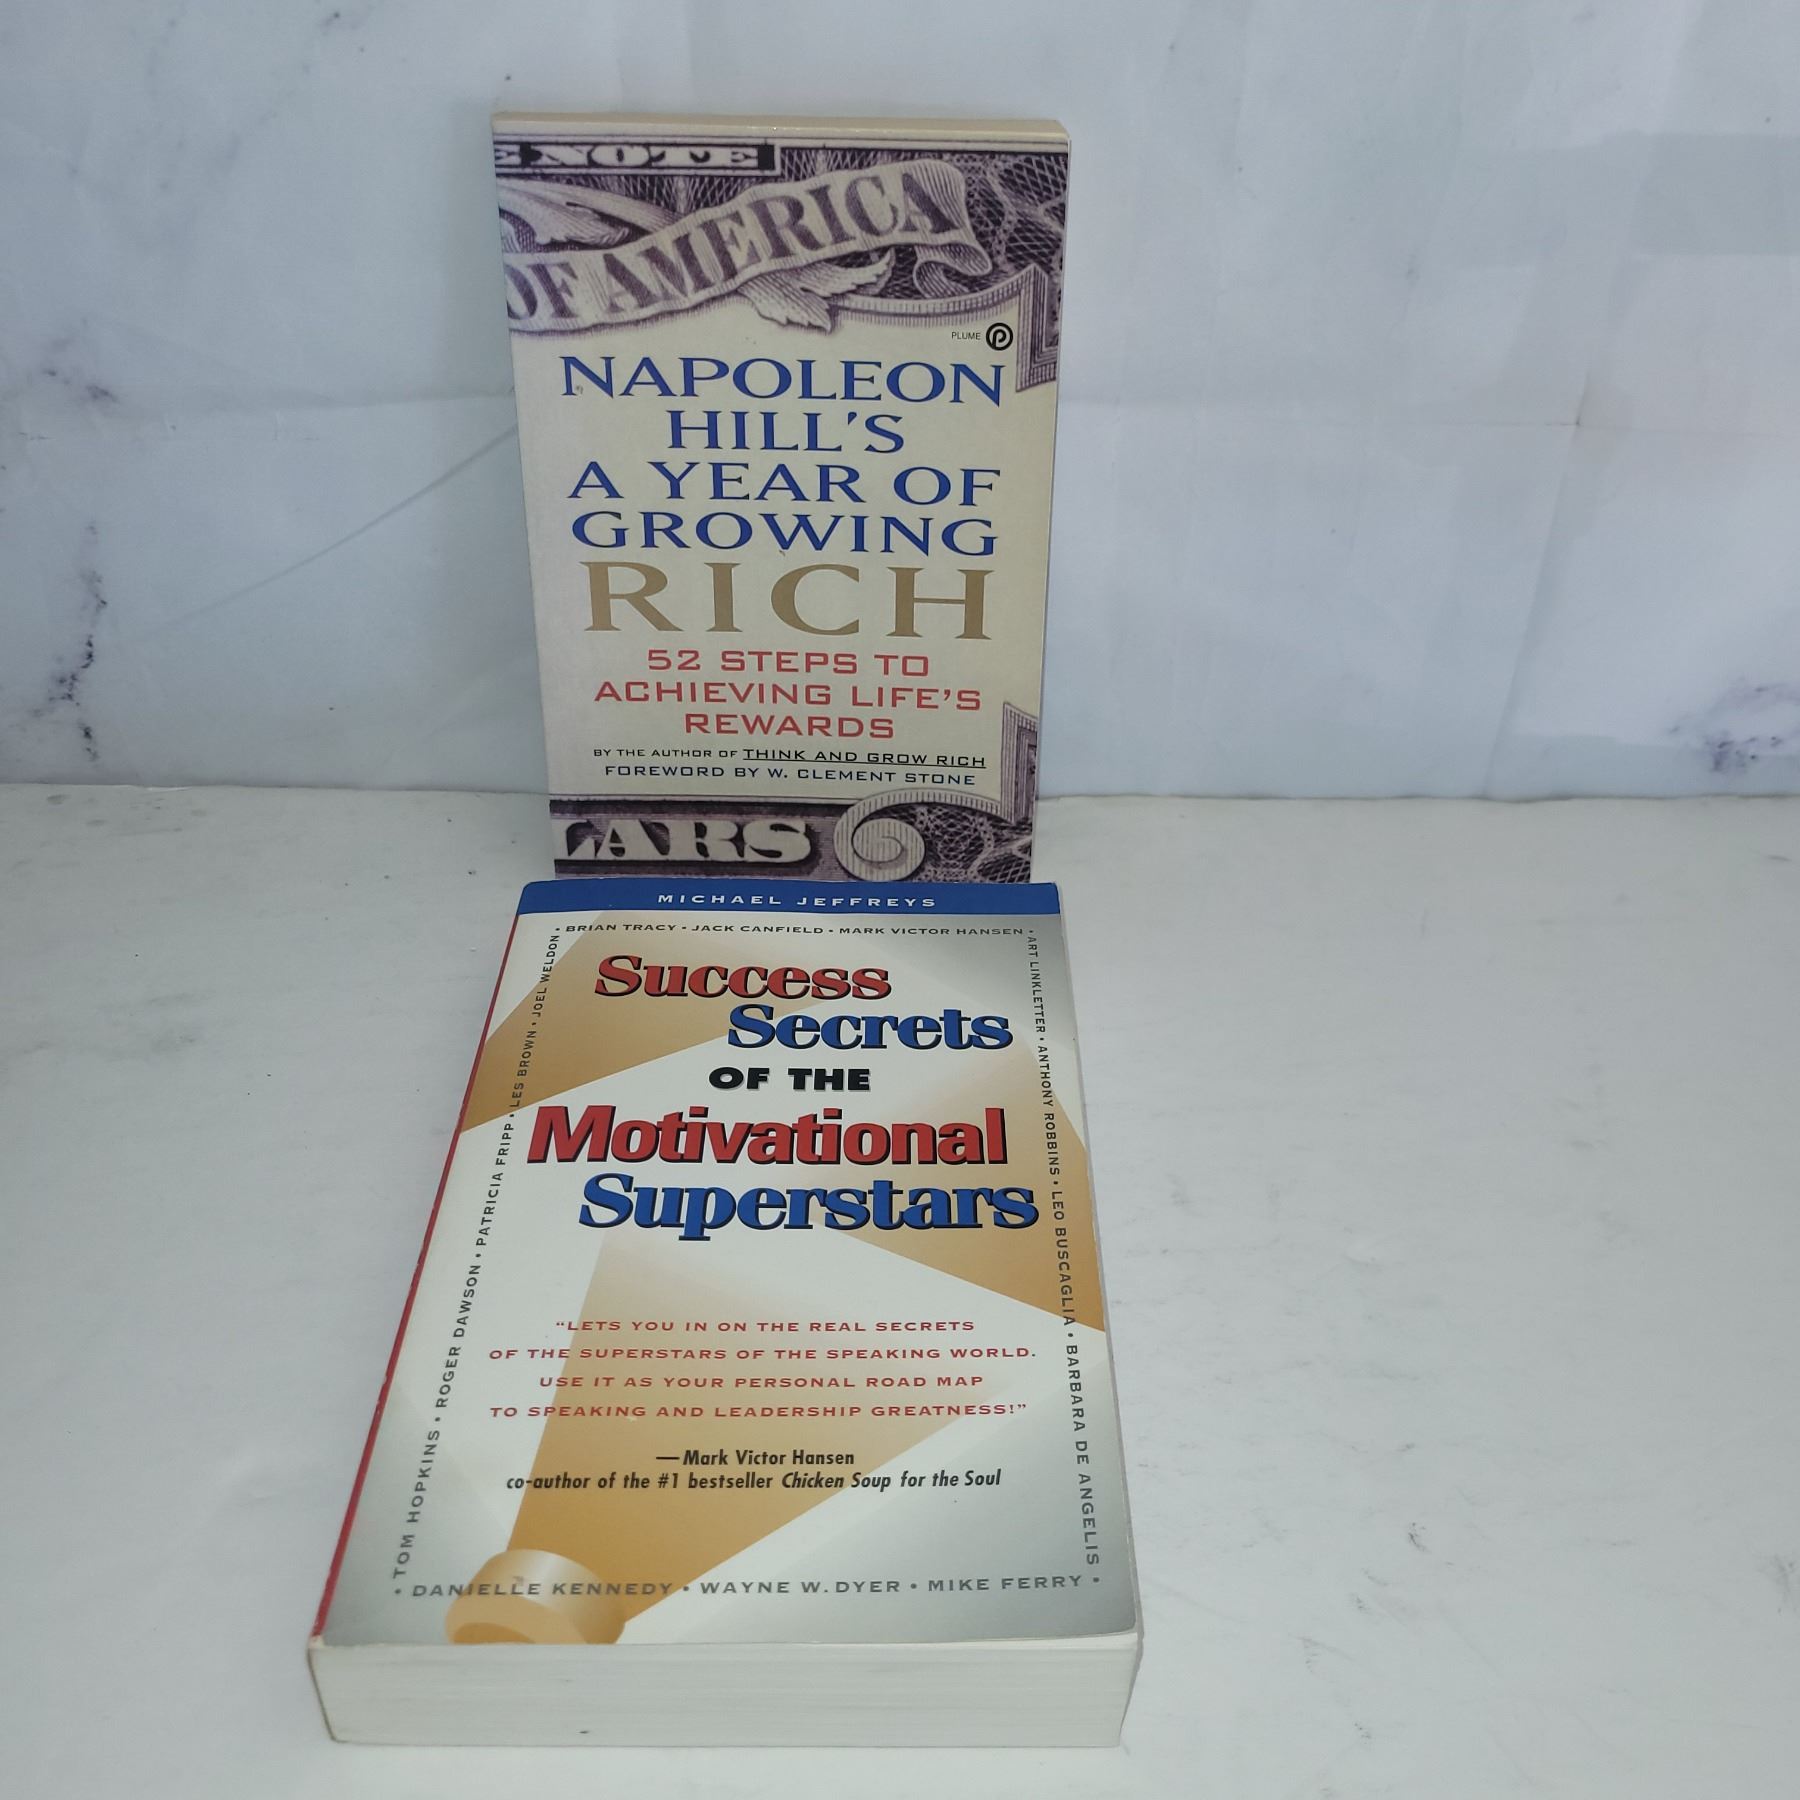 E NOTE
OF AMERICA
PLUME
NAPOLEON
HILL'S
A YEAR OF
GROWING
RICH
52 STEPS TO
ACHIEVING LIFE'S
REWARDS
BY THE AUTHOR OF THINK AND GROW RICH
FOREWORD BY W. CLEMENT STONE
LARS
MICHAEL JEFFREYS
• BRIAN TRACY • JACK CANFIELD • MARK VICTOR HANSEN
• ART LINKLETTER • ANTHONY ROBBINS • LEO BUSCAGLIA • BARBARA DE ANGELIS
• TOM HOPKINS • ROGER DAWSON • PATRICIA FRIPP • LES BROWN • JOEL WELDON
Success
Secrets
OF THE
Motivational
Superstars
"LETS YOU IN ON THE REAL SECRETS
OF THE SUPERSTARS OF THE SPEAKING WORLD.
USE IT AS YOUR PERSONAL ROAD MAP
TO SPEAKING AND LEADERSHIP GREATNESS!"
—Mark Victor Hansen
co-author of the #1 bestseller Chicken Soup for the Soul
• DANIELLE KENNEDY • WAYNE W. DYER • MIKE FERRY •